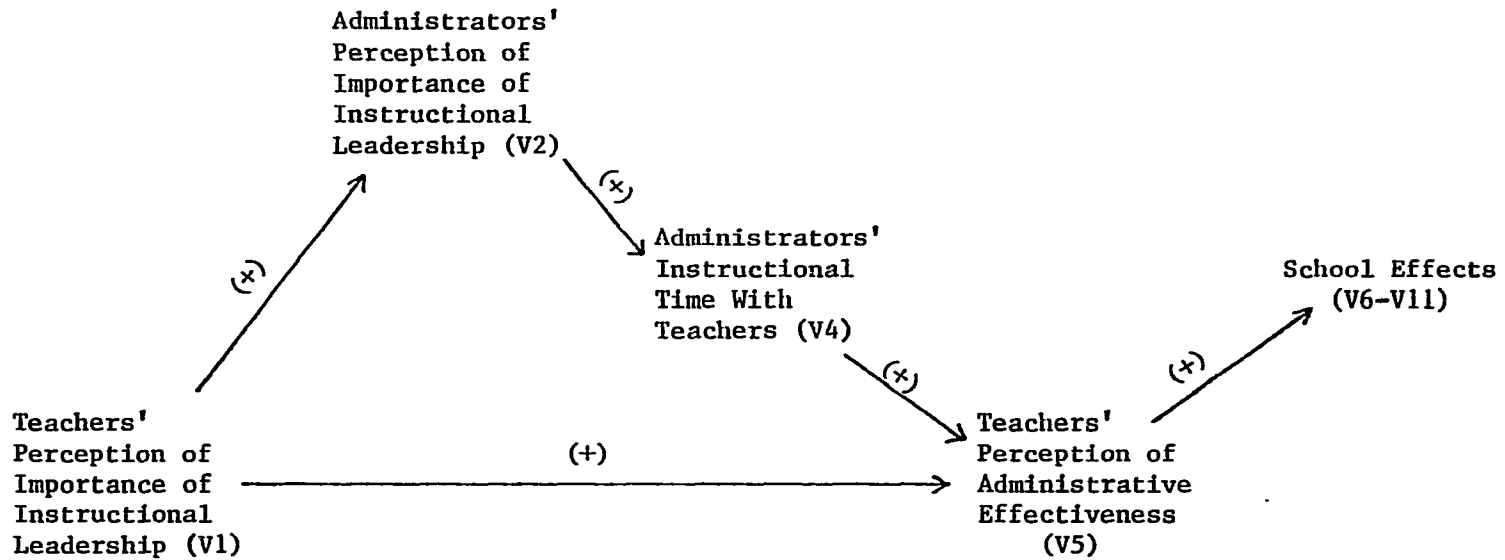 Administrators'
Perception of
Importance of
Instructional
Leadership (V2)
(+)
(+)
Administrators'
Instructional
Time With
Teachers (V4)
School Effects
(V6-V11)
(+)
(+)
Teachers'
Perception of
Importance of
Instructional
Leadership (V1)
(+)
Teachers'
Perception of
Administrative
Effectiveness
(V5)